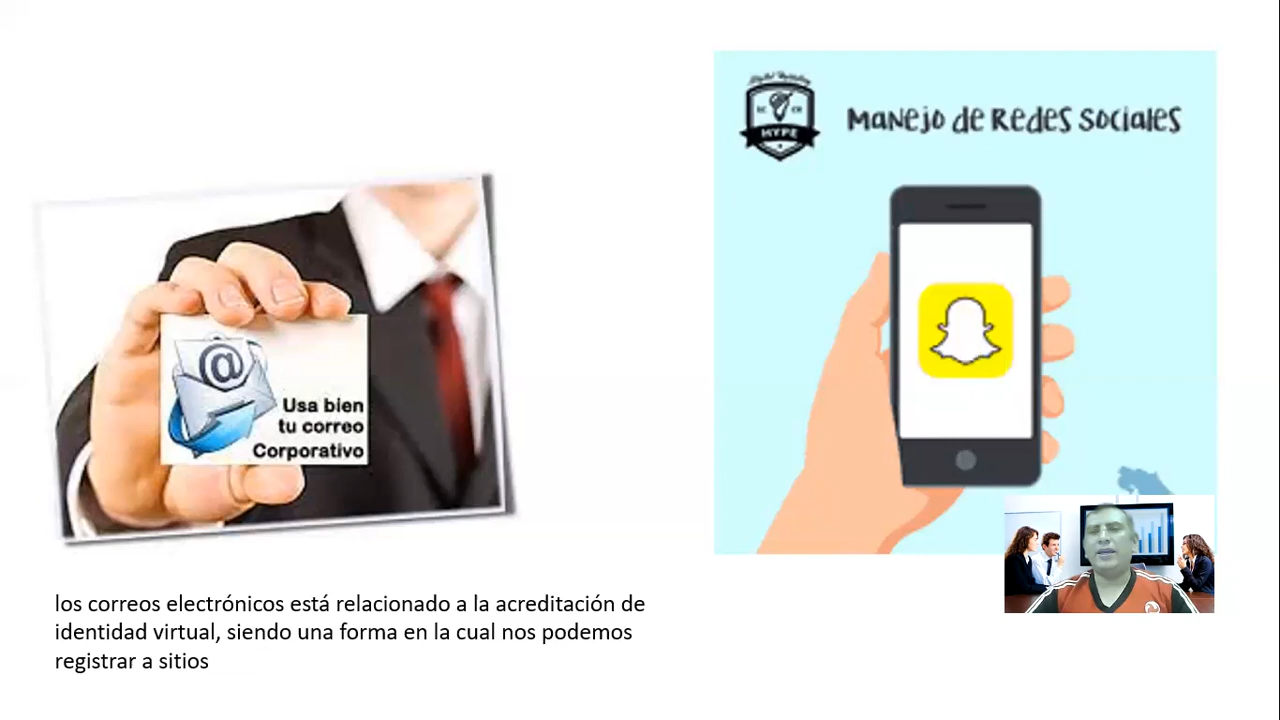 MANEJO DE REDES SOCIALES
HYPE
@
Usa bien
tu correo
Corporativo
los correos electrónicos está relacionado a la acreditación de
identidad virtual, siendo una forma en la cual nos podemos
registrar a sitios